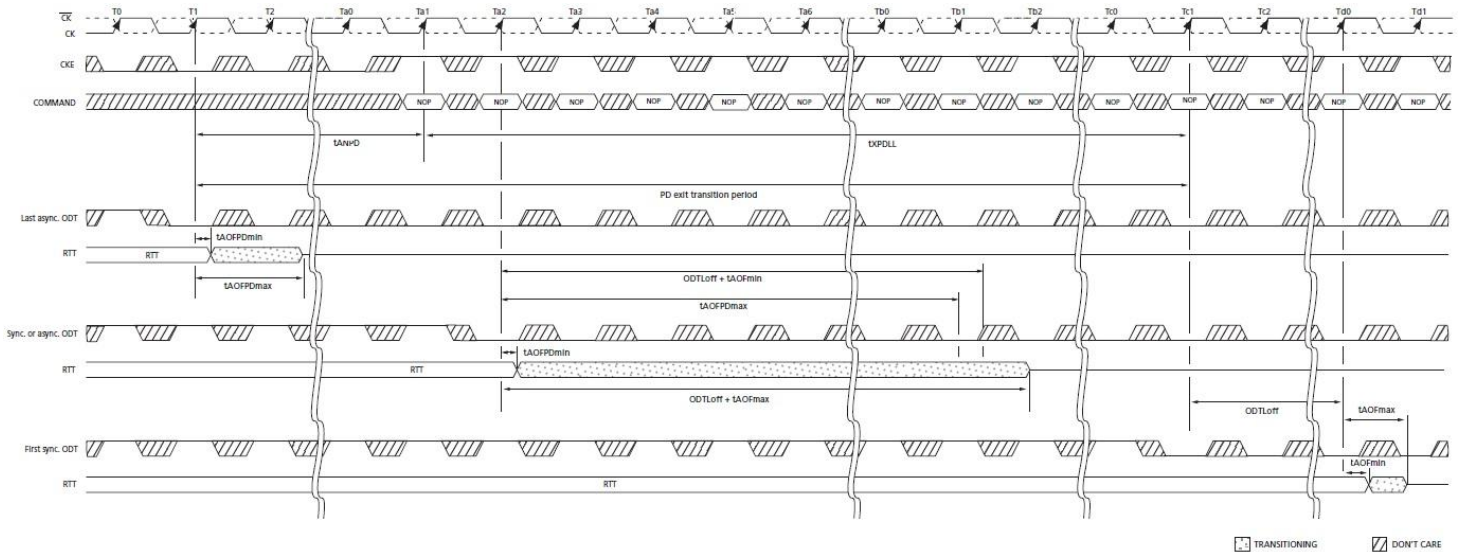 T0 T1 T2 Ta0 Ta1 Ta2 Ta3 Ta4 Ta5 Ta6 Tb0 Tb1 Tb2 Tc0 Tc1 Tc2 Td0 Td1
CK
CK
CKE
COMMAND NOP NOP NOP NOP NOP NOP NOP NOP NOP NOP NOP NOP NOP NOP
tANPD tXPDLL
PD exit transition period
Last async. ODT
tAOFPDmin
RTT RTT
tAOFPDmax
ODTLoff + tAOFmin
tAOFPDmax
Sync. or async. ODT
tAOFPDmin
RTT RTT
ODTLoff + tAOFmax
ODTLoff tAOFmax
First sync. ODT
tAOFmin
RTT RTT
TRANSITIONING DON'T CARE